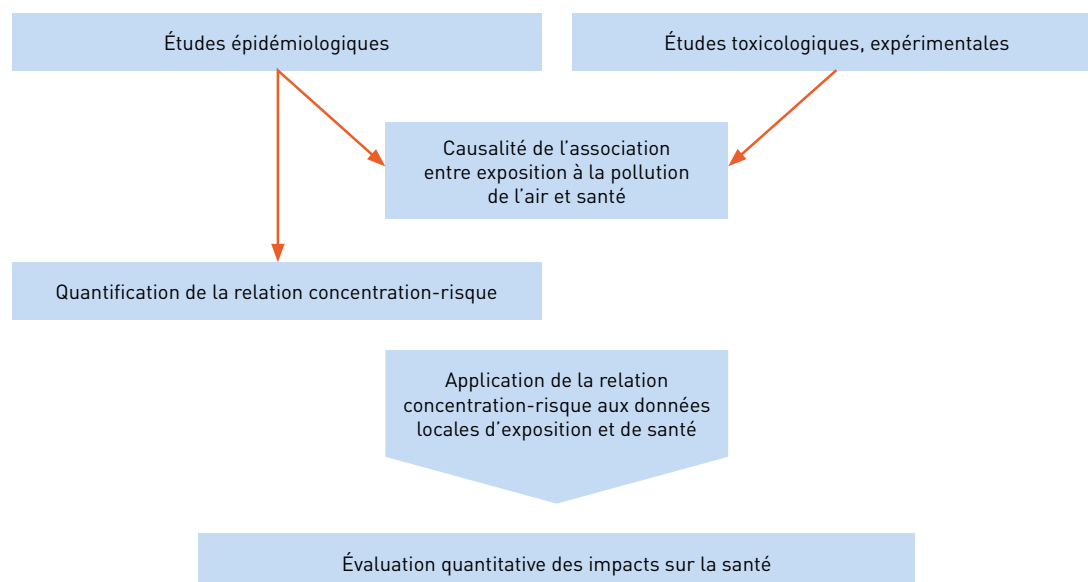 Études épidémiologiques
Études toxicologiques, expérimentales
Causalité de l'association
entre exposition à la pollution
de l'air et santé
Quantification de la relation concentration-risque
Application de la relation
concentration-risque aux données
locales d'exposition et de santé
Évaluation quantitative des impacts sur la santé